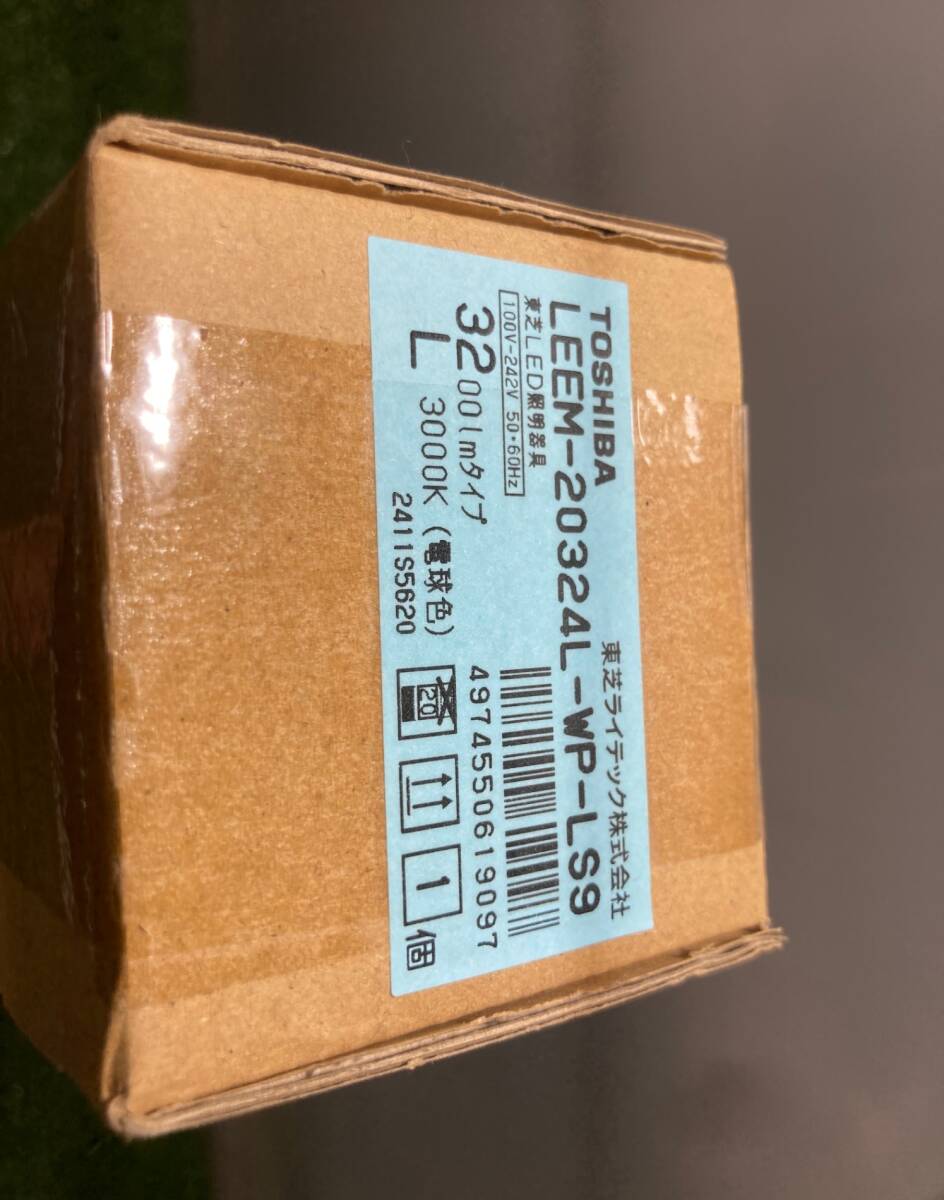 TOSHIBA 東芝ライテック株式会社
LEEM-20324L-WP-LS9
東芝LED照明器具
100V-242V 50・60Hz
3200lmタイプ
L 3000K (電球色)
2411S5620
4974550619097
20
1 個